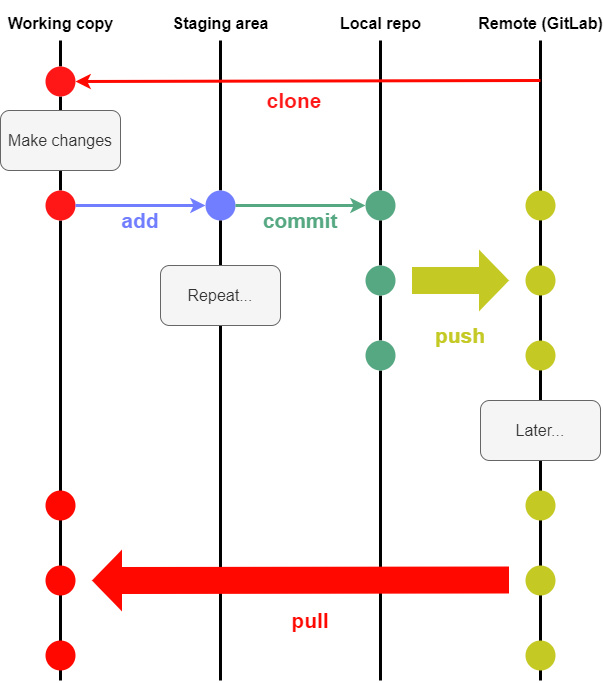 Working copy
Staging area
Local repo
Remote (GitLab)
clone
Make changes
add
commit
Repeat...
push
Later...
pull